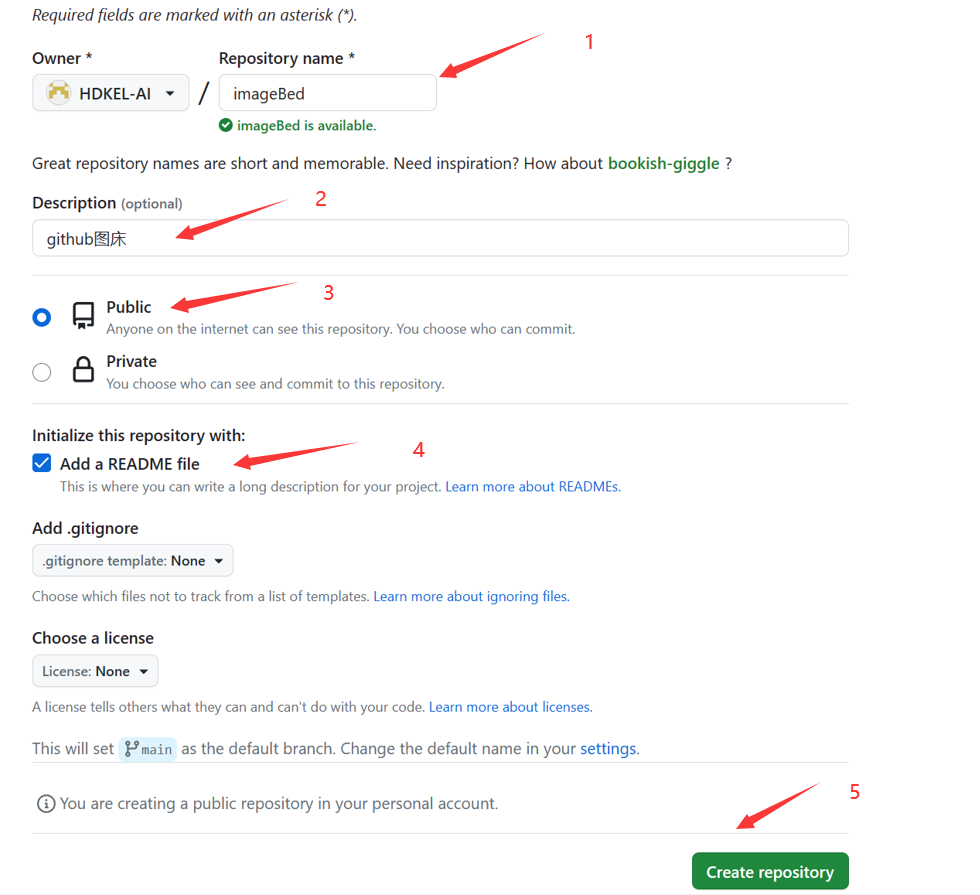 Required fields are marked with an asterisk (*).
1
Owner * Repository name *
HDKEL-AI / imageBed
imageBed is available.
Great repository names are short and memorable. Need inspiration? How about bookish-giggle ?
2
Description (optional)
github图床
3
Public
Anyone on the internet can see this repository. You choose who can commit.
Private
You choose who can see and commit to this repository.
Initialize this repository with:
4
Add a README file
This is where you can write a long description for your project. Learn more about READMEs.
Add .gitignore
.gitignore template: None
Choose which files not to track from a list of templates. Learn more about ignoring files.
Choose a license
License: None
A license tells others what they can and can't do with your code. Learn more about licenses.
This will set main as the default branch. Change the default name in your settings.
You are creating a public repository in your personal account.
5
Create repository